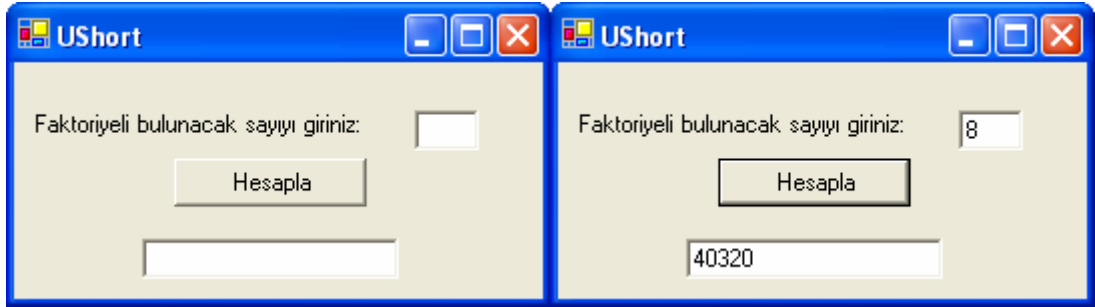 UShort
Faktoriyeli bulunacak sayıyı giriniz:
Hesapla
UShort
Faktoriyeli bulunacak sayıyı giriniz: 8
Hesapla
40320